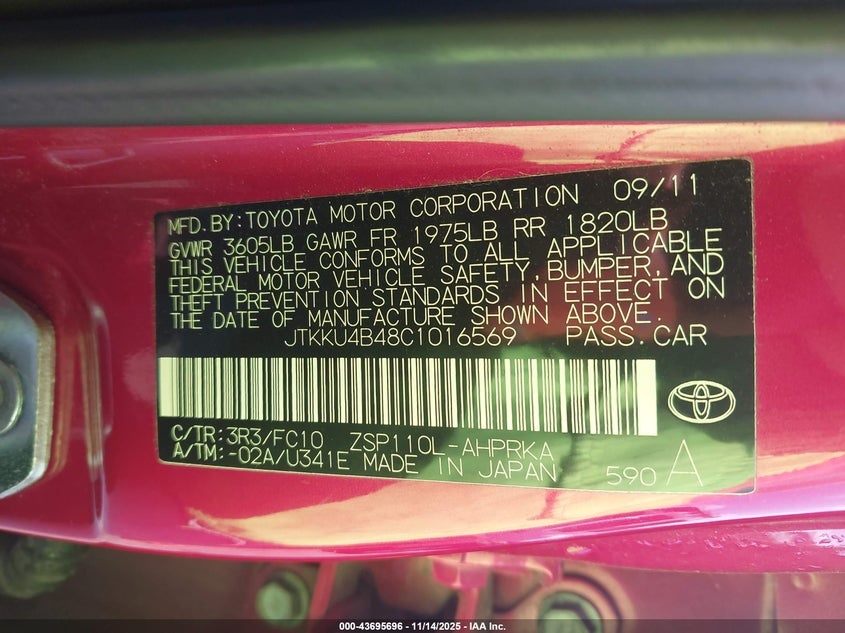 MFD.BY:TOYOTA MOTOR CORPORATION 09/11
GVWR 3605LB GAWR FR 1975LB RR 1820LB
THIS VEHICLE CONFORMS TO ALL APPLICABLE
FEDERAL MOTOR VEHICLE SAFETY,BUMPER,AND
THEFT PREVENTION STANDARDS IN EFFECT ON
THE DATE OF MANUFACTURE SHOWN ABOVE.
JTKKU4B48C1016569 PASS.CAR
C/TR:3R3/FC10 ZSP110L-AHPRKA
A/TM:-02A/U341E MADE IN JAPAN 590 A
000-43695696 - 11/14/2025 - IAA Inc.